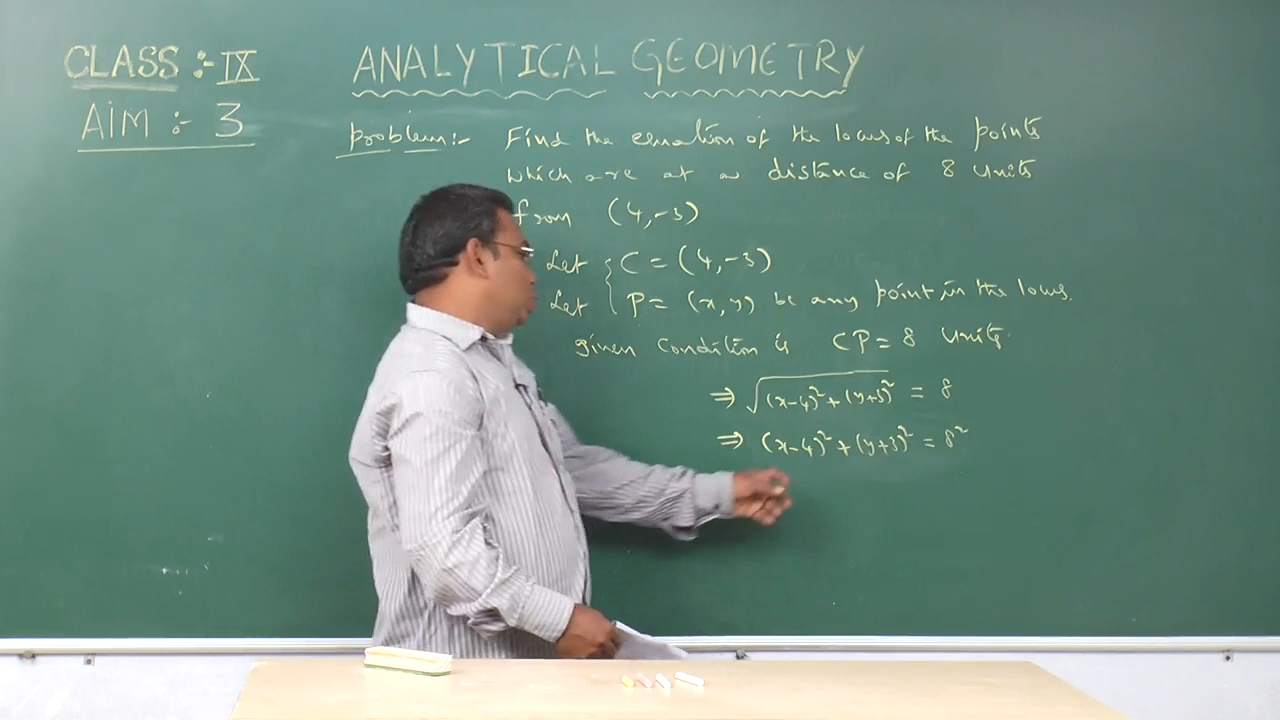 CLASS :- IX
ANALYTICAL GEOMETRY
AIM :- 3
Problem:- Find the equation of the locus of the points
which are at a distance of 8 units
from (4,-3)
Let { C = (4,-3)
Let { P = (x,y) be any point in the locus.
given condition is CP = 8 units.
⇒ √(x-4)²+(y+3)² = 8
⇒ (x-4)²+(y+3)² = 8²